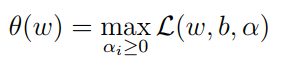 θ(w) = max_{α_i≥0} ℒ(w, b, α)